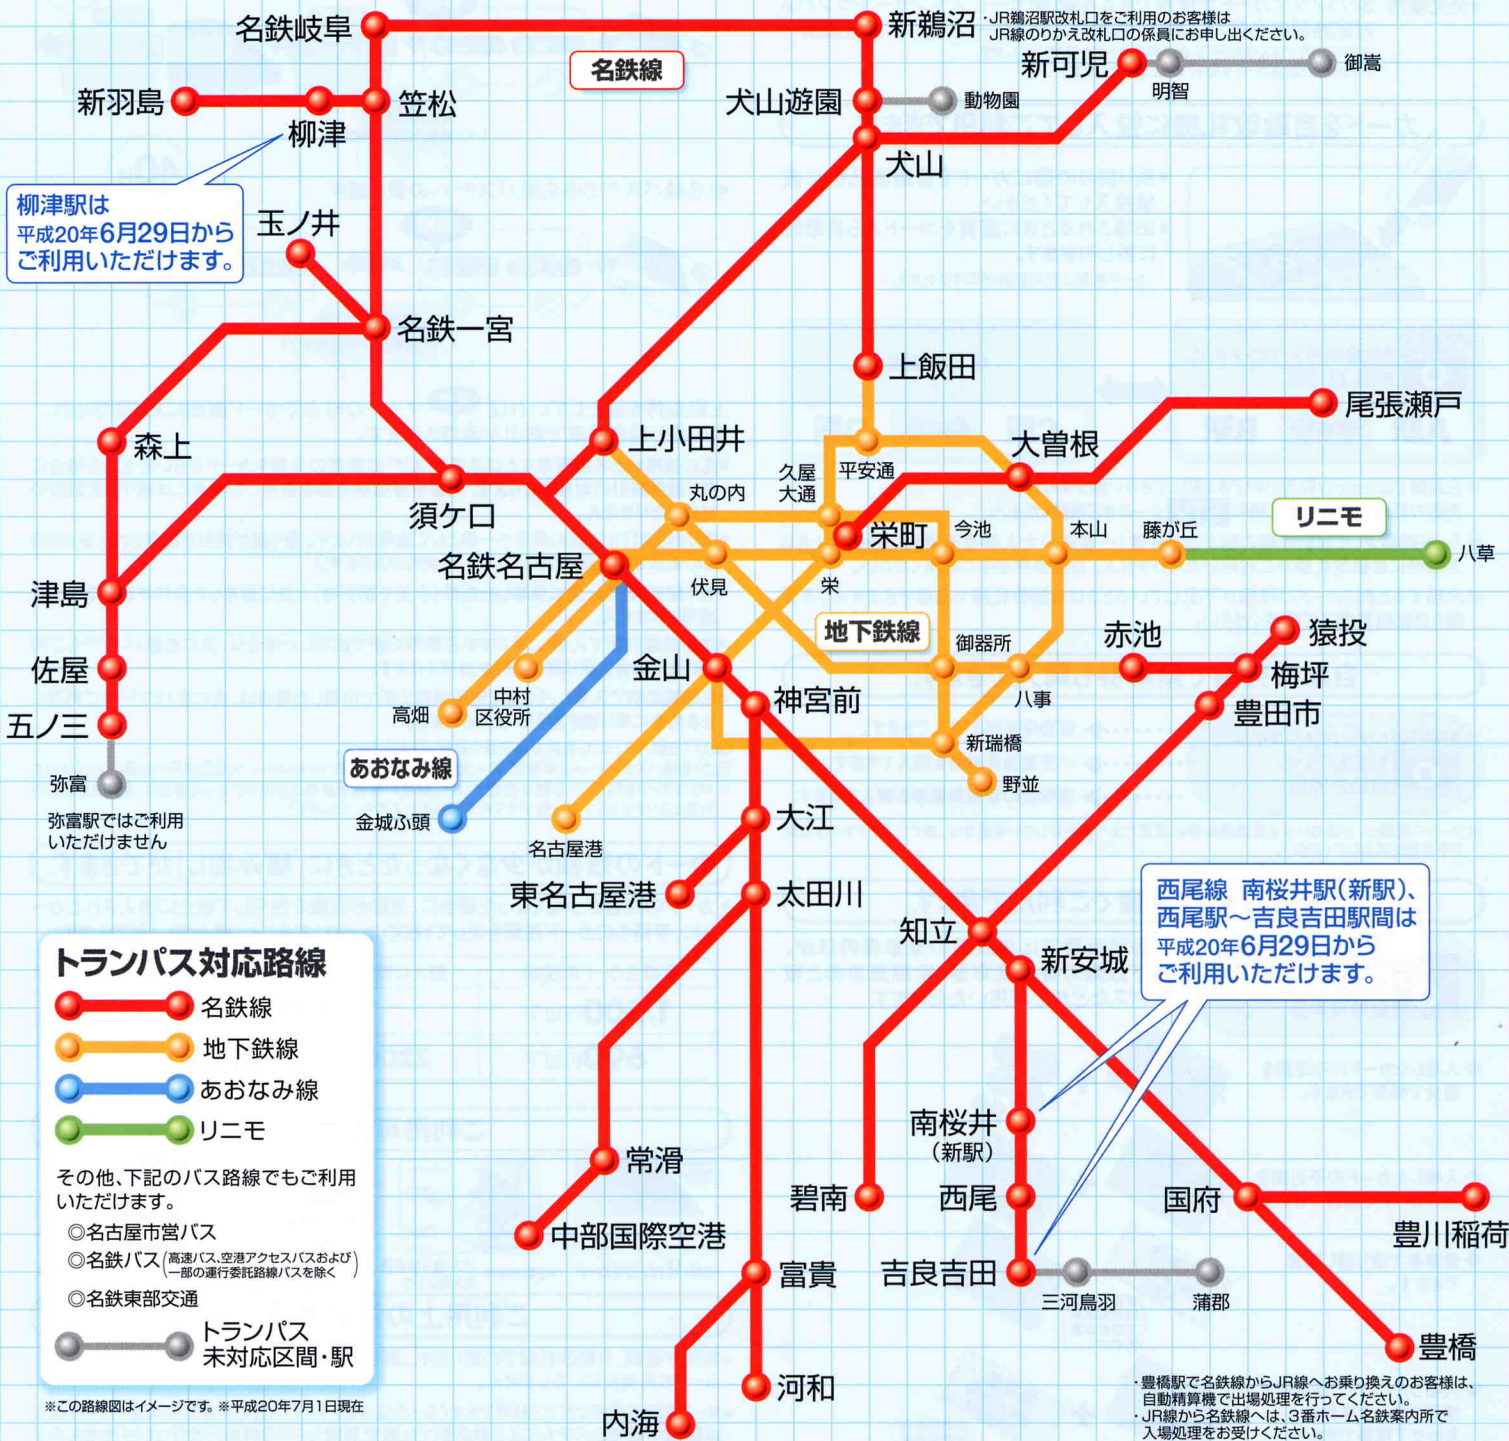 名鉄岐阜
新鵜沼
・JR鵜沼駅改札口をご利用のお客様は
JR線のりかえ改札口の係員にお申し出ください。
名鉄線
新可児
明智
御嵩
新羽島
柳津
笠松
犬山遊園
動物園
犬山
柳津駅は
平成20年6月29日から
ご利用いただけます。
玉ノ井
名鉄一宮
上飯田
尾張瀬戸
森上
上小田井
平安通
大曽根
久屋
大通
須ケ口
丸の内
栄町
今池
本山
藤が丘
リニモ
八草
名鉄名古屋
伏見
栄
津島
地下鉄線
御器所
赤池
猿投
佐屋
中村
区役所
金山
八事
梅坪
五ノ三
高畑
神宮前
豊田市
弥富
弥富駅ではご利用
いただけません
あおなみ線
新瑞橋
野並
金城ふ頭
名古屋港
大江
東名古屋港
太田川
知立
新安城
西尾線 南桜井駅(新駅)、
西尾駅～吉良吉田駅間は
平成20年6月29日から
ご利用いただけます。
トランパス対応路線
名鉄線
地下鉄線
あおなみ線
リニモ
その他、下記のバス路線でもご利用
いただけます。
◎名古屋市営バス
◎名鉄バス(高速バス、空港アクセスバスおよび
一部の運行委託路線バスを除く)
◎名鉄東部交通
トランパス
未対応区間・駅
※この路線図はイメージです。 ※平成20年7月1日現在
南桜井
(新駅)
常滑
碧南
西尾
国府
豊川稲荷
中部国際空港
富貴
吉良吉田
三河鳥羽
蒲郡
豊橋
河和
内海
・豊橋駅で名鉄線からJR線へお乗り換えのお客様は、
自動精算機で出場処理を行ってください。
・JR線から名鉄線へは、3番ホーム名鉄案内所で
入場処理をお受けください。